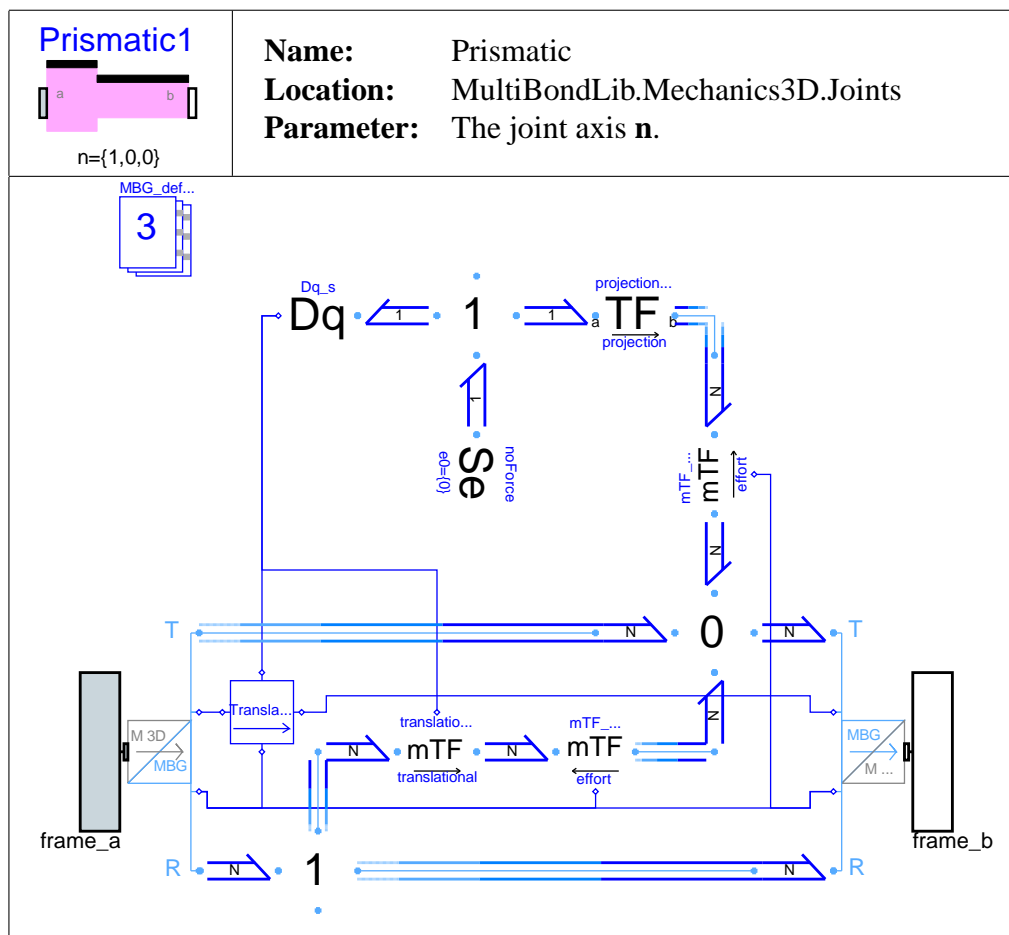 Prismatic1
a b
n={1,0,0}
Name: Prismatic
Location: MultiBondLib.Mechanics3D.Joints
Parameter: The joint axis n.
MBG_def...
3
Dq_s
Dq
1
1
1
projection...
a TF b
projection
N
1
Se
noForce
e0={0}
mTF_...
mTF
effort
N
T
N
0
N
T
Transla...
translatio...
mTF
translational
N
N
mTF_...
mTF
effort
N
M 3D
MBG
MBG
M ...
frame_a
frame_b
R
N
1
N
R